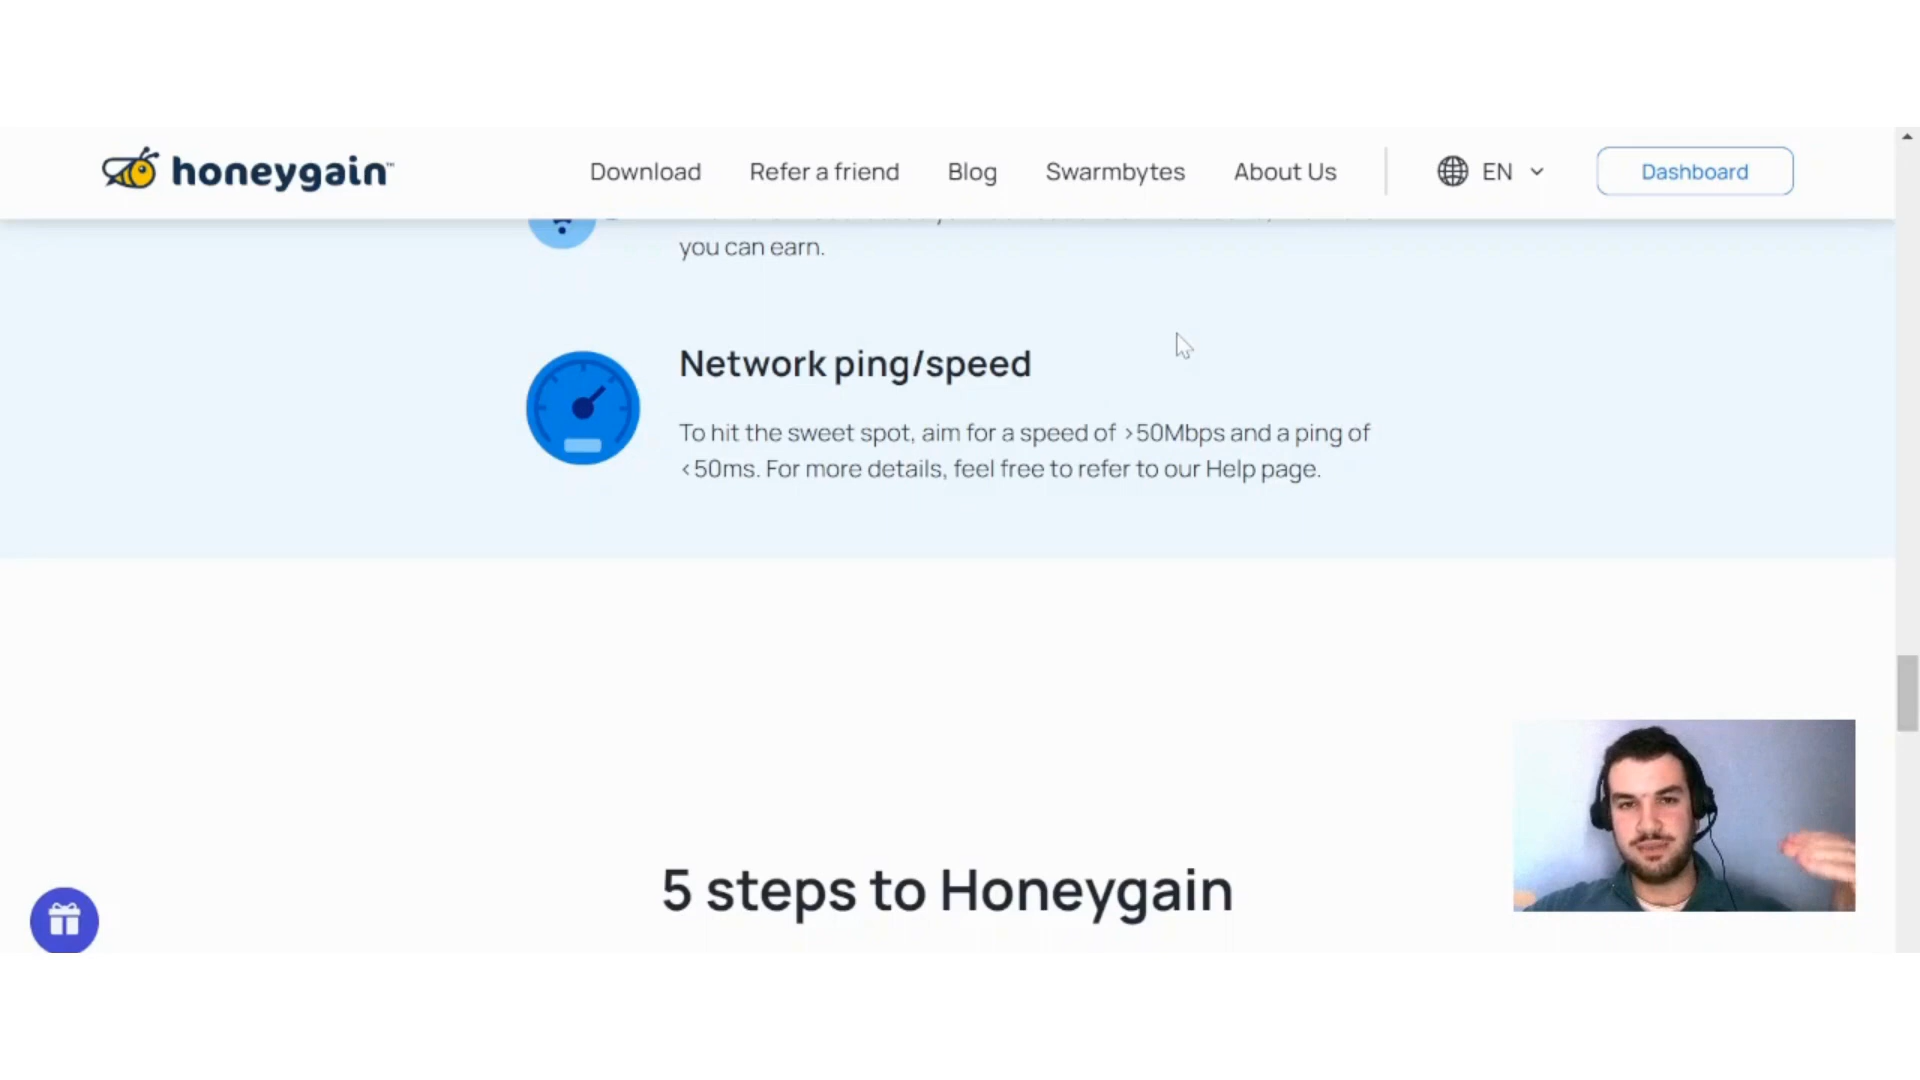 honeygain™
Download Refer a friend Blog Swarmbytes About Us EN Dashboard
you can earn.
Network ping/speed
To hit the sweet spot, aim for a speed of >50Mbps and a ping of
<50ms. For more details, feel free to refer to our Help page.
5 steps to Honeygain